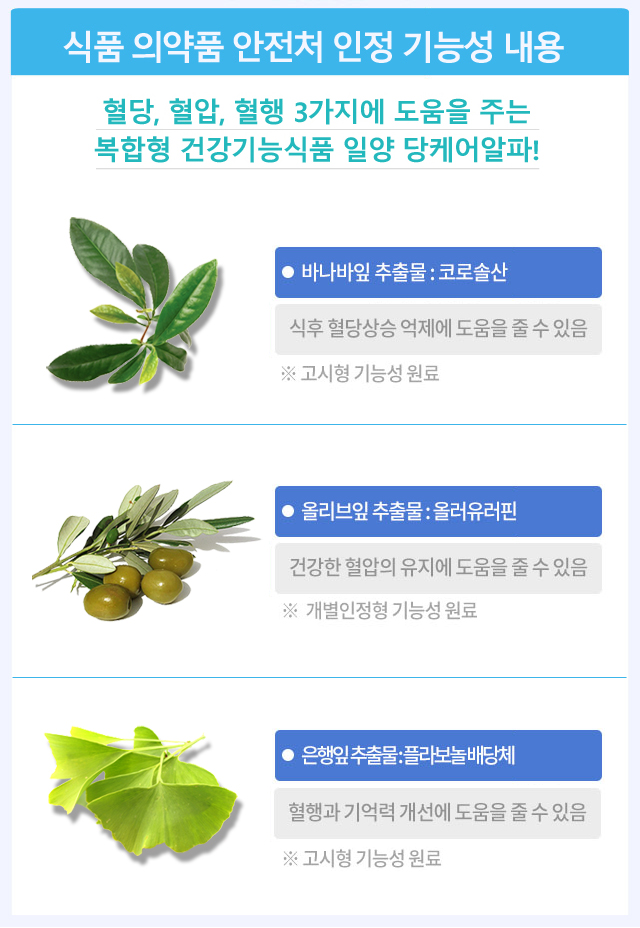 식품 의약품 안전처 인정 기능성 내용
혈당, 혈압, 혈행 3가지에 도움을 주는
복합형 건강기능식품 일양 당케어알파!
바나바잎 추출물 : 코로솔산
식후 혈당상승 억제에 도움을 줄 수 있음
※ 고시형 기능성 원료
올리브잎 추출물 : 올러유러핀
건강한 혈압의 유지에 도움을 줄 수 있음
※ 개별인정형 기능성 원료
은행잎 추출물 : 플라보놀 배당체
혈행과 기억력 개선에 도움을 줄 수 있음
※ 고시형 기능성 원료